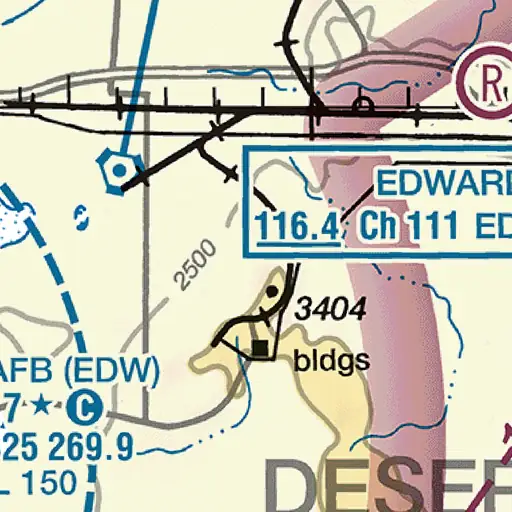 R
EDWARD
116.4 Ch 111 ED
2500
3404
bldgs
AFB (EDW)
7 ★ C
25 269.9
L 150
DESE